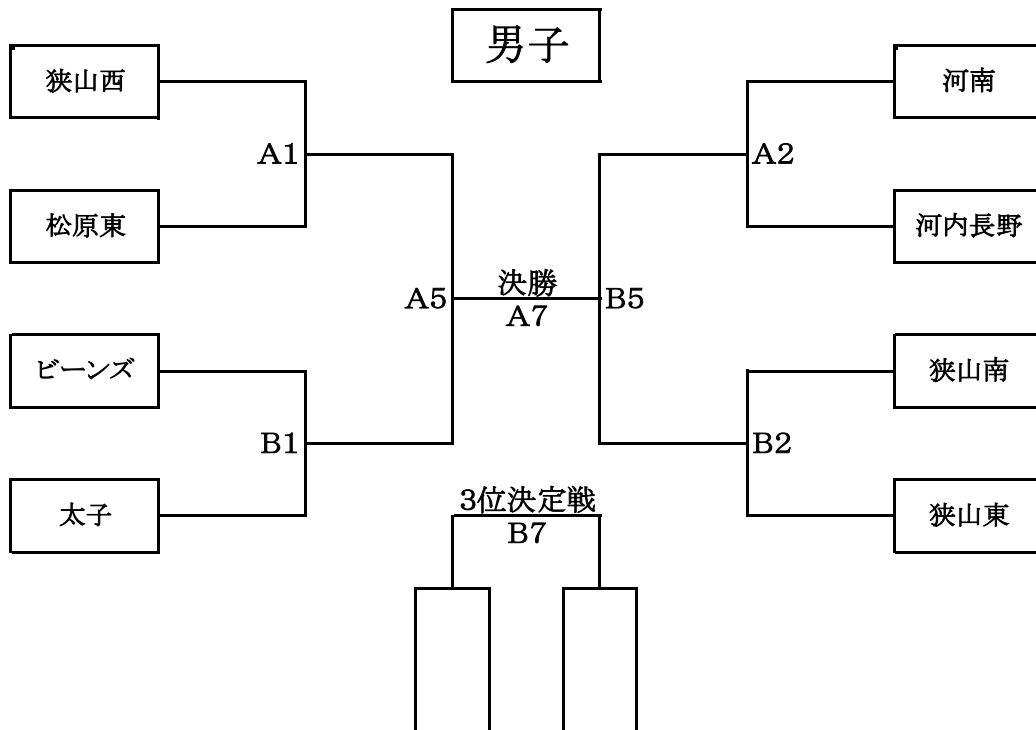 男子
狭山西
河南
A1
A2
松原東
河内長野
決勝
A5
B5
A7
ビーンズ
狭山南
B1
B2
3位決定戦
太子
狭山東
B7